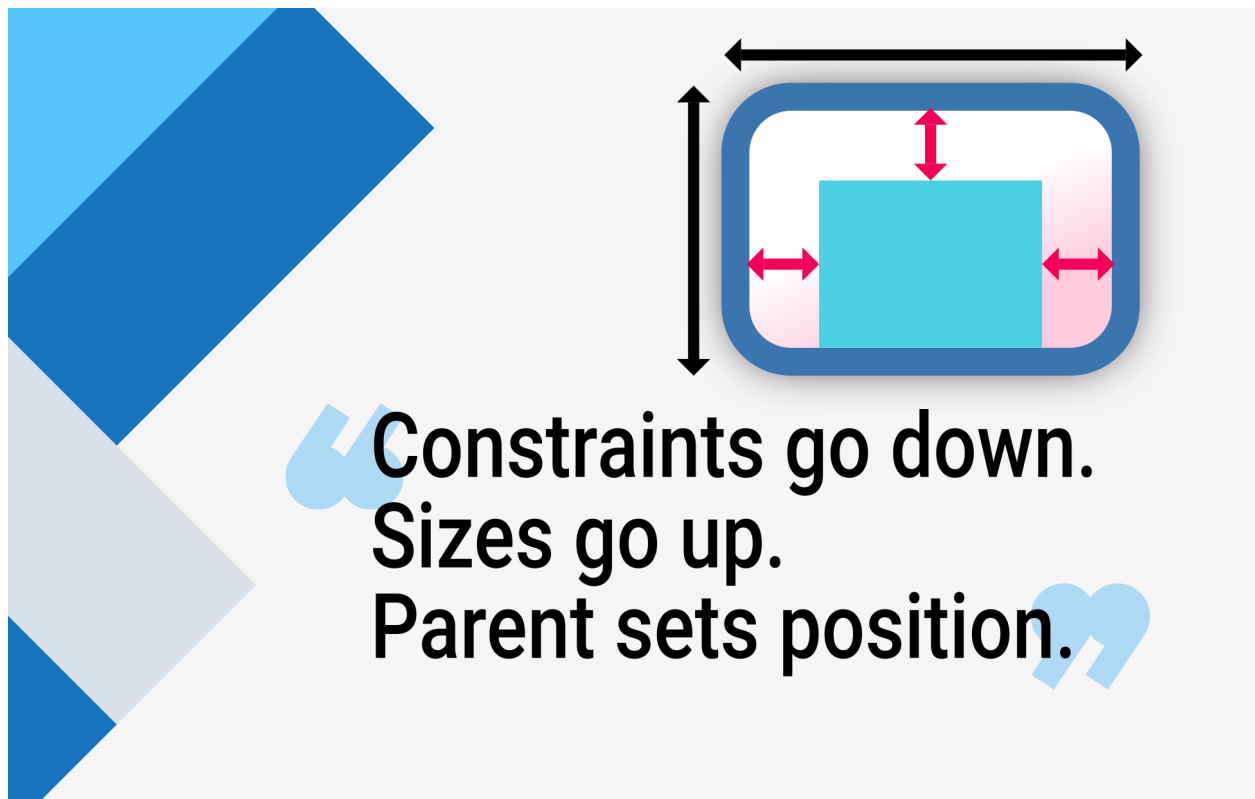 Constraints go down.
Sizes go up.
Parent sets position.